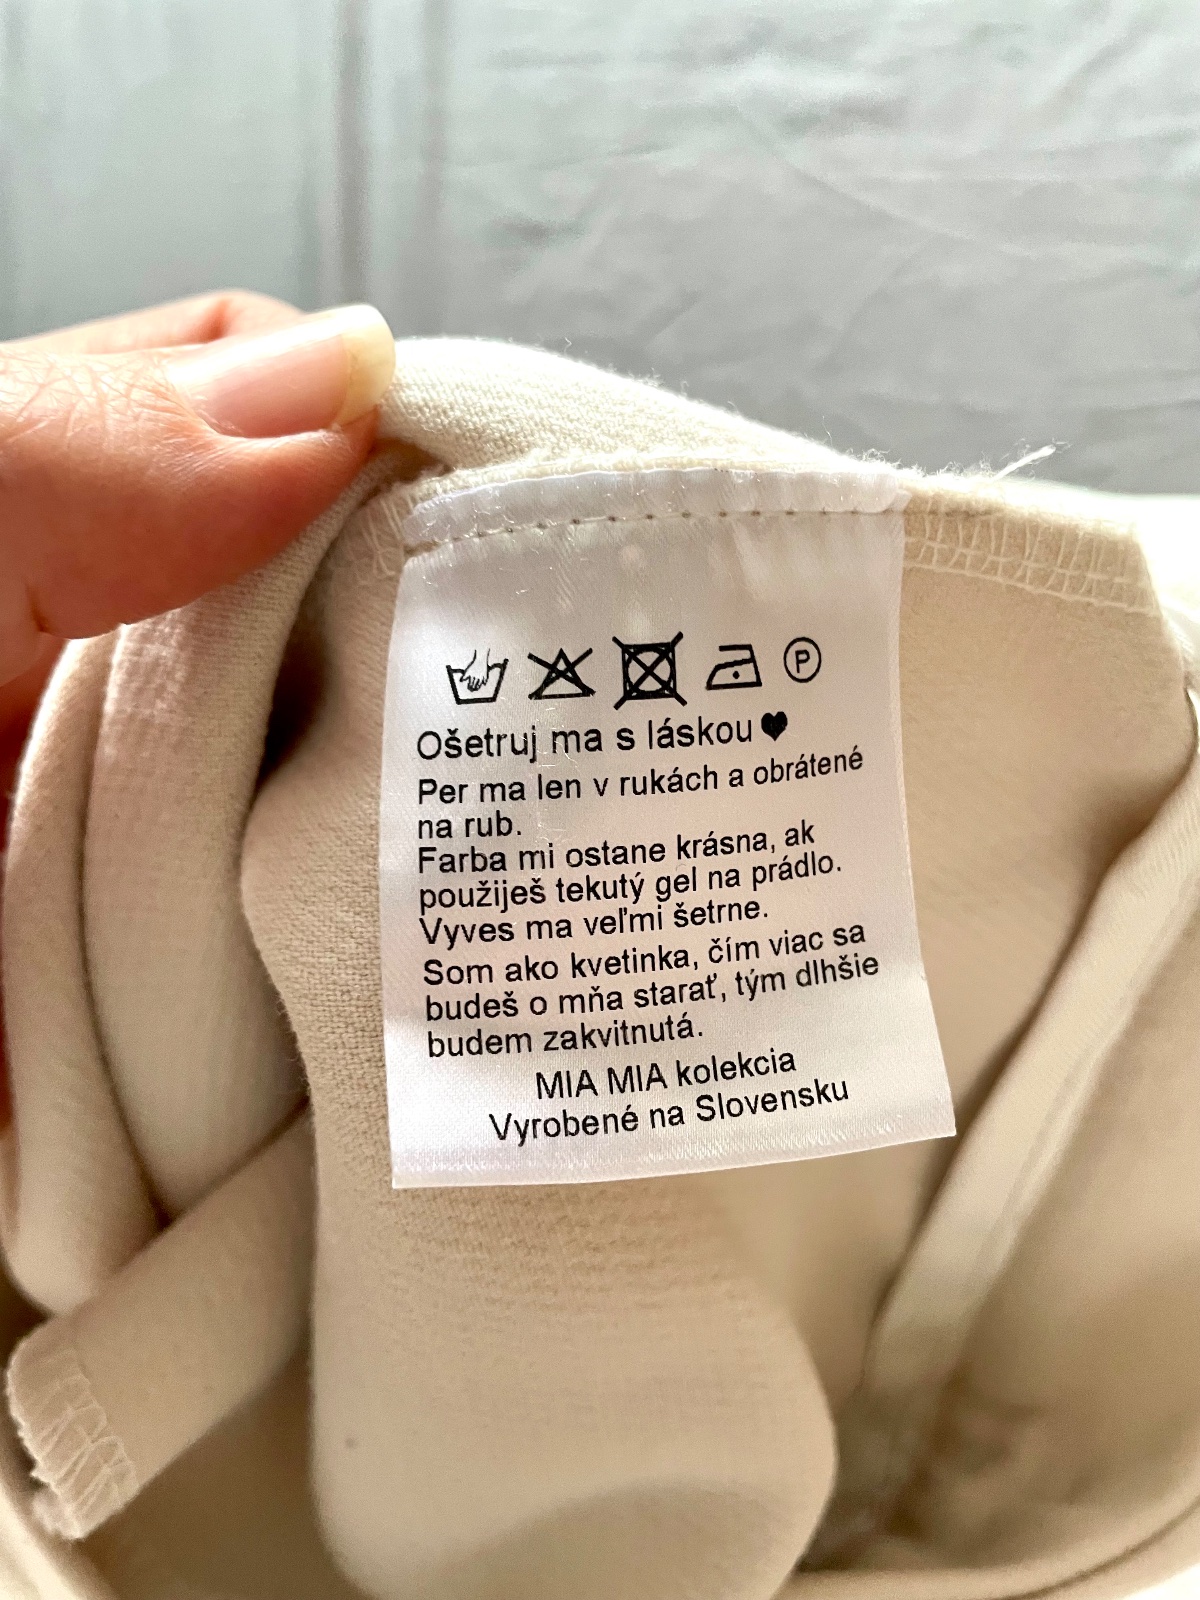 P
Ošetruj ma s láskou♥
Per ma len v rukách a obrátené
na rub.
Farba mi ostane krásna, ak
použiješ tekutý gel na prádlo.
Vyves ma veľmi šetrne.
Som ako kvetinka, čím viac sa
budeš o mňa starať, tým dlhšie
budem zakvitnutá.
MIA MIA kolekcia
Vyrobené na Slovensku